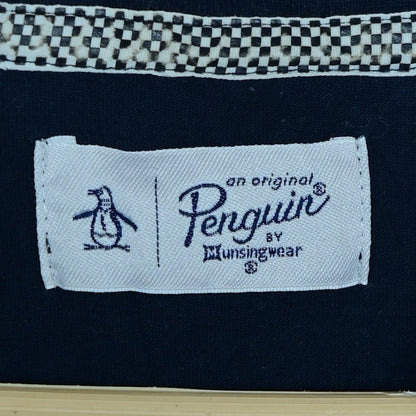 an original
Penguin®
BY
Munsingwear
®